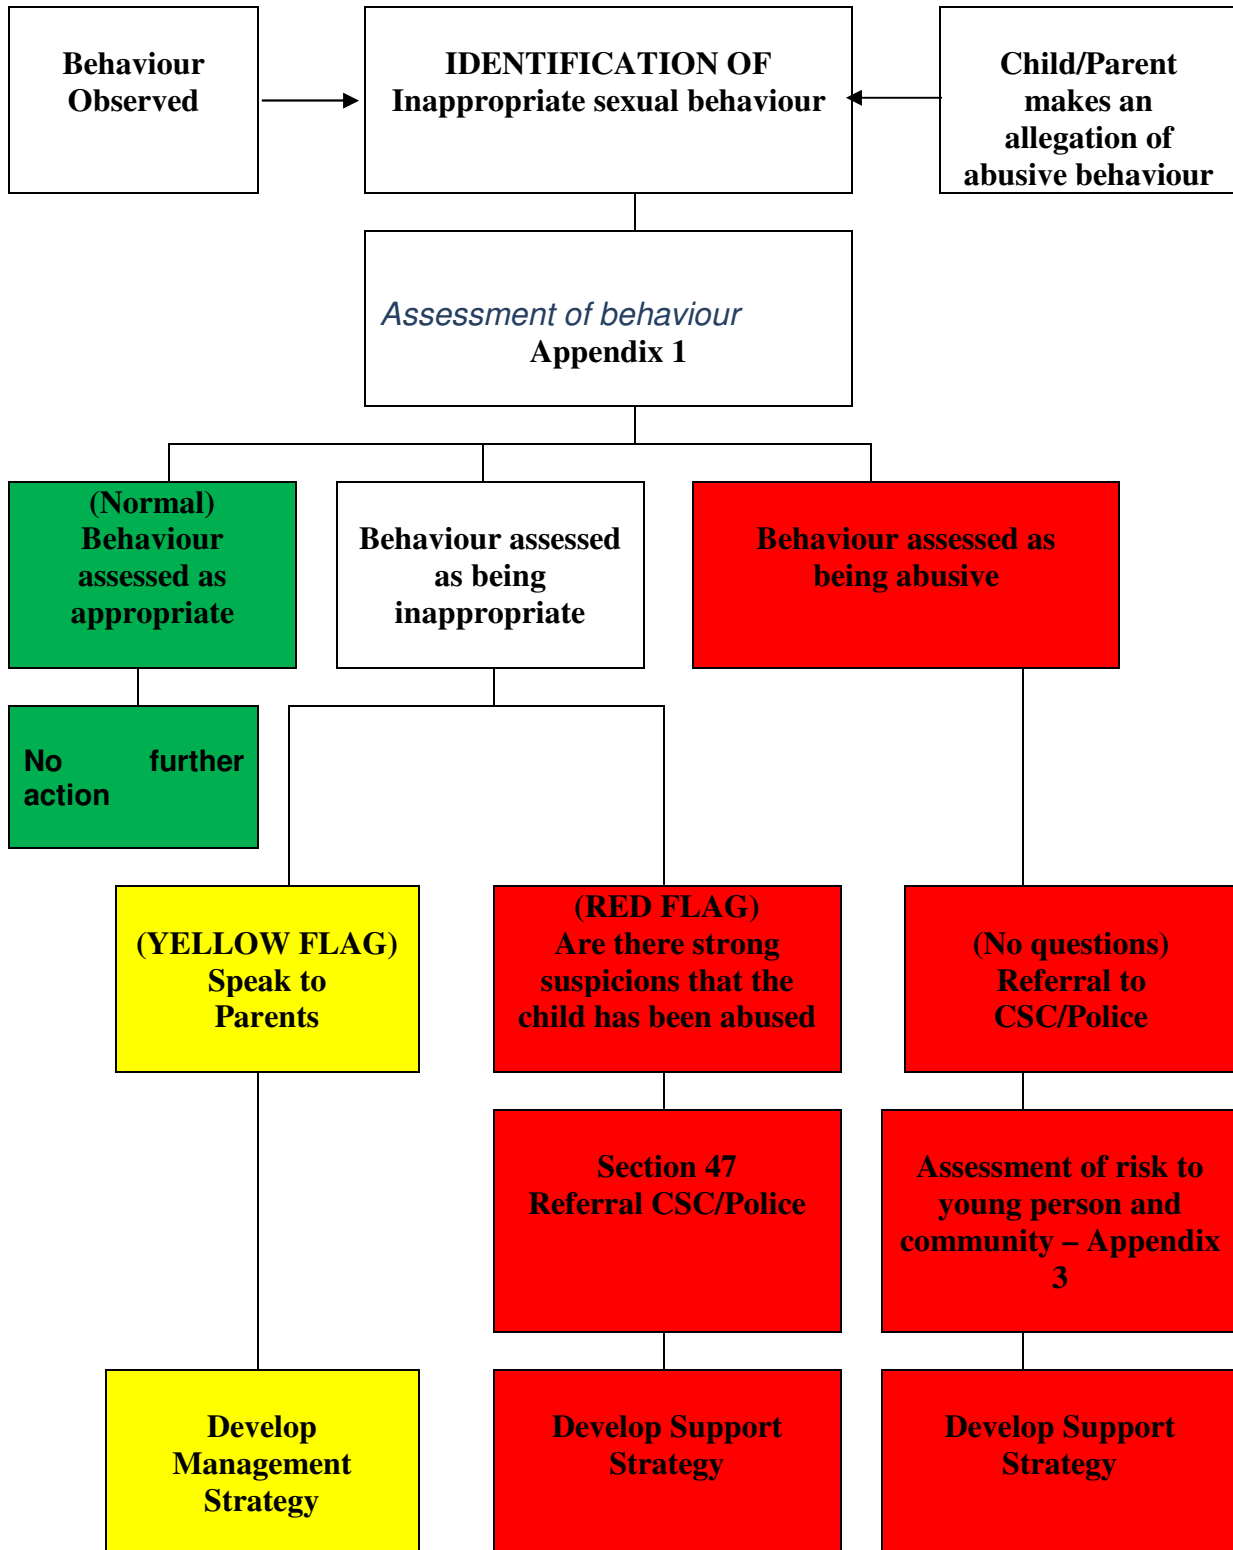 Behaviour
Observed
IDENTIFICATION OF
Inappropriate sexual behaviour
Child/Parent
makes an
allegation of
abusive behaviour
Assessment of behaviour
Appendix 1
(Normal)
Behaviour
assessed as
appropriate
Behaviour assessed
as being
inappropriate
Behaviour assessed as
being abusive
No further
action
(YELLOW FLAG)
Speak to
Parents
(RED FLAG)
Are there strong
suspicions that the
child has been abused
(No questions)
Referral to
CSC/Police
Section 47
Referral CSC/Police
Assessment of risk to
young person and
community – Appendix
3
Develop
Management
Strategy
Develop Support
Strategy
Develop Support
Strategy